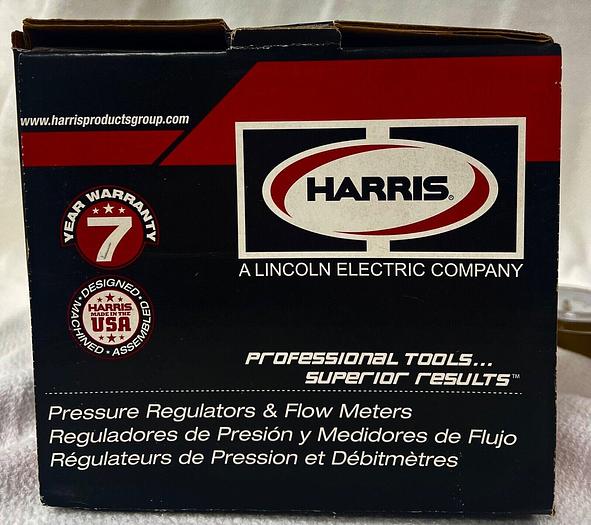 www.harrisproductsgroup.com
HARRIS®
A LINCOLN ELECTRIC COMPANY
7 YEAR WARRANTY
DESIGNED • MACHINED • ASSEMBLED
HARRIS
MADE IN THE
USA
PROFESSIONAL TOOLS...
SUPERIOR RESULTS™
Pressure Regulators & Flow Meters
Reguladores de Presión y Medidores de Flujo
Régulateurs de Pression et Débitmètres